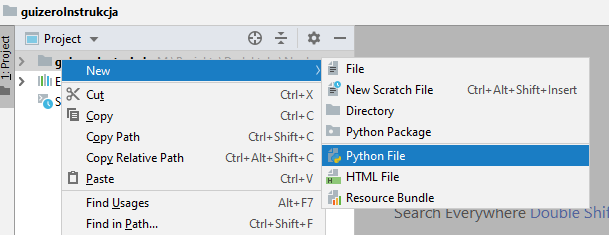 guizeroInstrukcja
1: Project
Project
New
Cut Ctrl+X
Copy Ctrl+C
Copy Path Ctrl+Shift+C
Copy Relative Path Ctrl+Alt+Shift+C
Paste Ctrl+V
Find Usages Alt+F7
Find in Path... Ctrl+Shift+F
File
New Scratch File Ctrl+Alt+Shift+Insert
Directory
Python Package
Python File
HTML File
Resource Bundle
Search Everywhere Double Shif